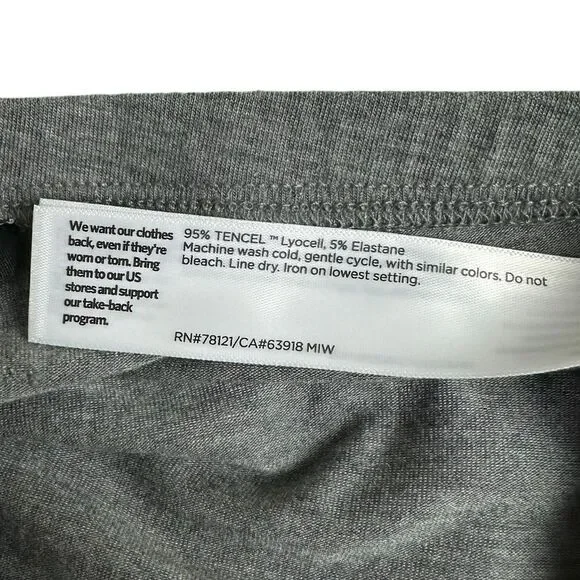 We want our clothes
back, even if they're
worn or torn. Bring
them to our US
stores and support
our take-back
program.
95% TENCEL ™ Lyocell, 5% Elastane
Machine wash cold, gentle cycle, with similar colors. Do not
bleach. Line dry. Iron on lowest setting.
RN#78121/CA#63918 MIW